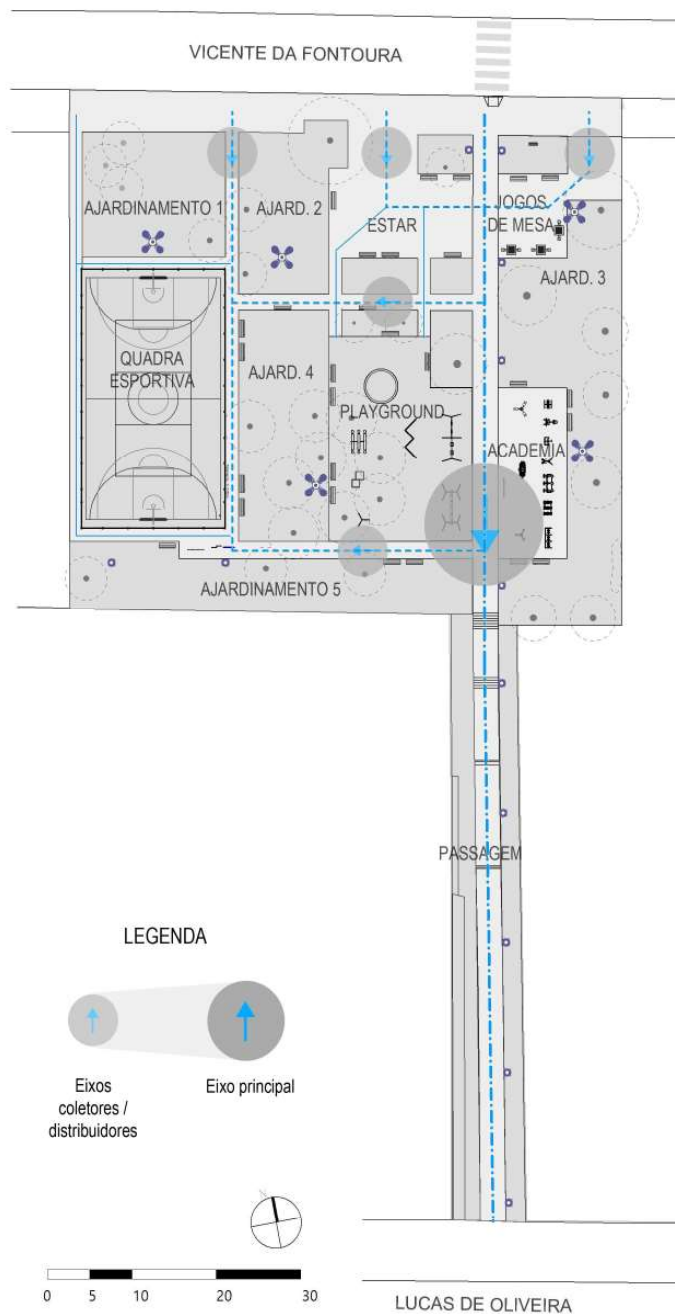 VICENTE DA FONTOURA
AJARDINAMENTO 1
AJARD. 2
ESTAR
JOGOS
DE MESA
AJARD. 3
QUADRA
ESPORTIVA
AJARD. 4
PLAYGROUND
ACADEMIA
AJARDINAMENTO 5
PASSAGEM
LEGENDA
Eixos
coletores /
distribuidores
Eixo principal
0 5 10 20 30
LUCAS DE OLIVEIRA